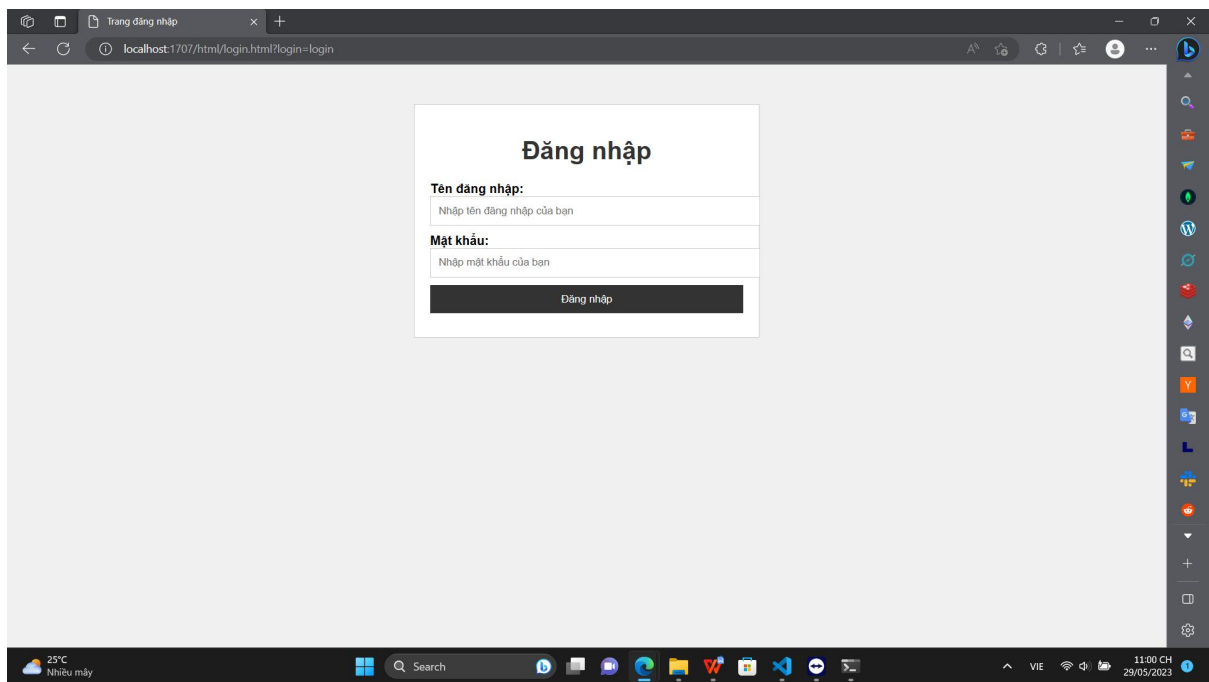 Trang đăng nhập
localhost:1707/html/login.html?login=login
Đăng nhập
Tên đăng nhập:
Nhập tên đăng nhập của bạn
Mật khẩu:
Nhập mật khẩu của bạn
Đăng nhập
25°C
Nhiều mây
Search
VIE
11:00 CH
29/05/2023
1